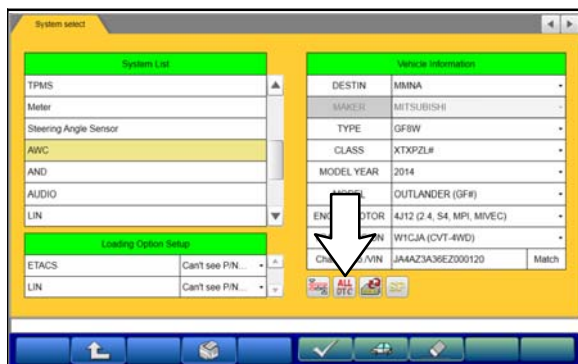 System select
System List
TPMS
Meter
Steering Angle Sensor
AWC
AND
AUDIO
LIN
Loading Option Setup
ETACS Can't see P/N...
LIN Can't see P/N...
Vehicle Information
DESTIN MMNA
MAKER MITSUBISHI
TYPE GF8W
CLASS XTXPZL#
MODEL YEAR 2014
MODEL OUTLANDER (GF#)
4J12 (2.4, S4, MPI, MIVEC)
W1CJA (CVT-4WD)
JA4AZ3A36EZ000120 Match
ALL
DTC